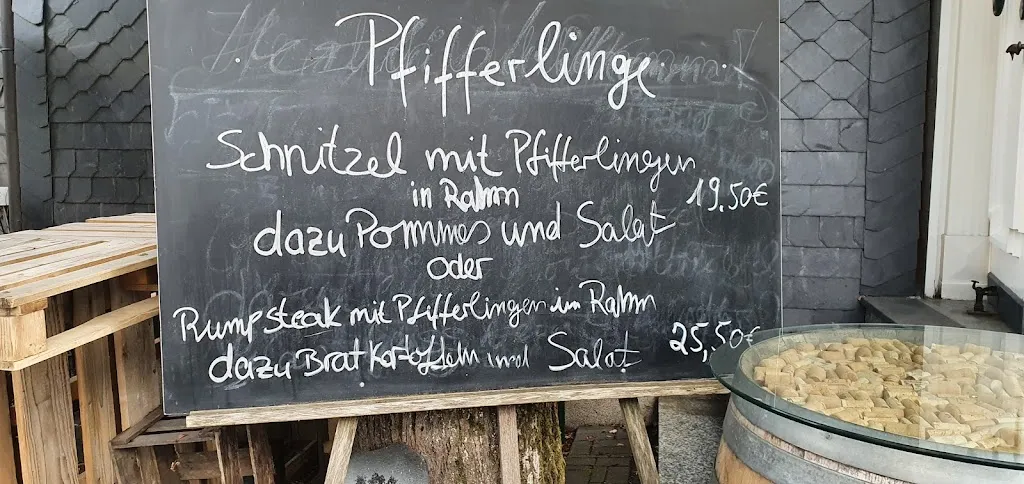 Pfifferlinge
Schnitzel mit Pfifferlingen
in Rahm 19.50€
dazu Pommes und Salat
oder
Rumpsteak mit Pfifferlingen im Rahm
dazu Bratkartoffeln und Salat 25,50€